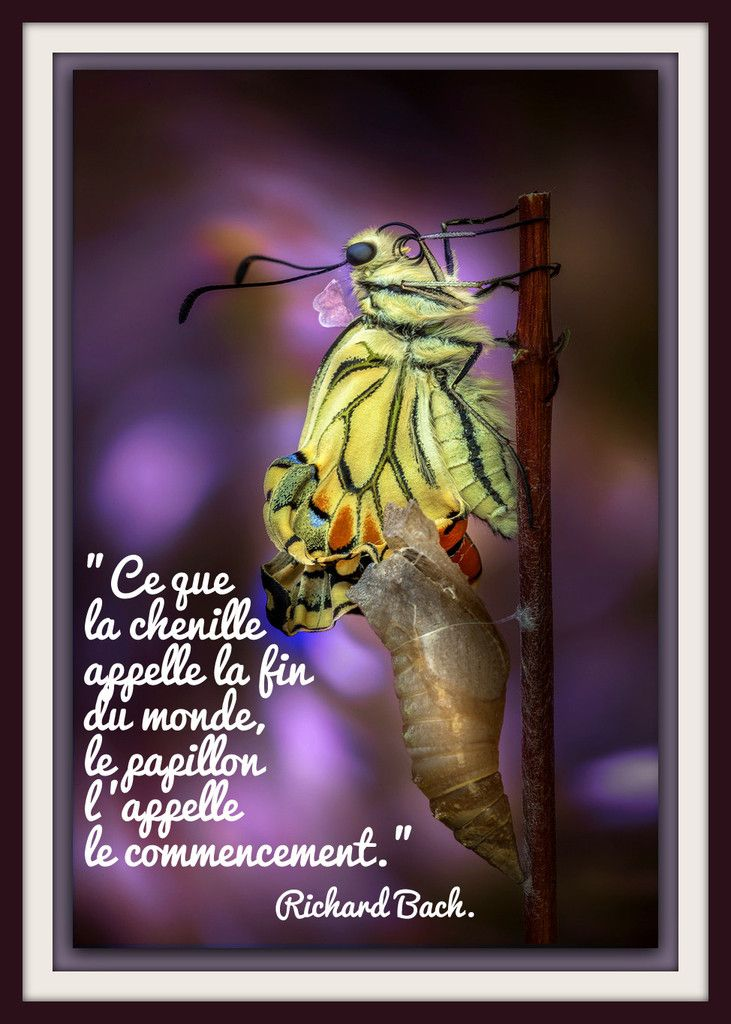 "Ce que
la chenille
appelle la fin
du monde,
le papillon
l'appelle
le commencement."
Richard Bach.